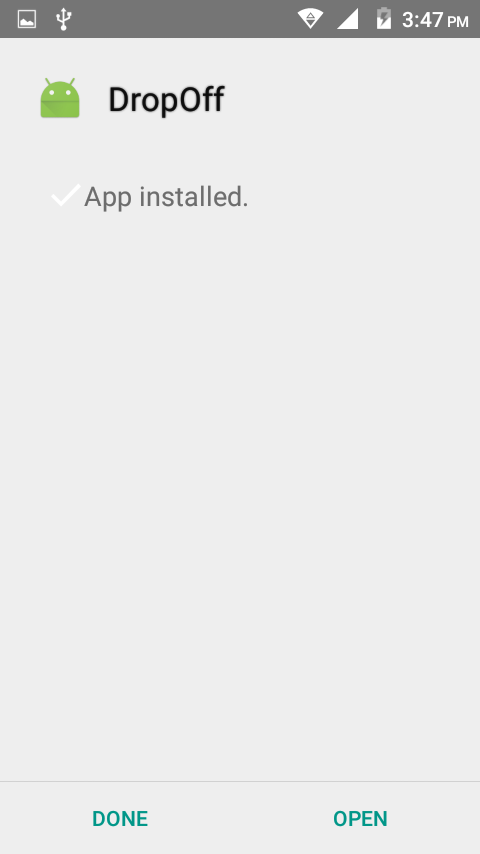 3:47 PM
DropOff
App installed.
DONE
OPEN